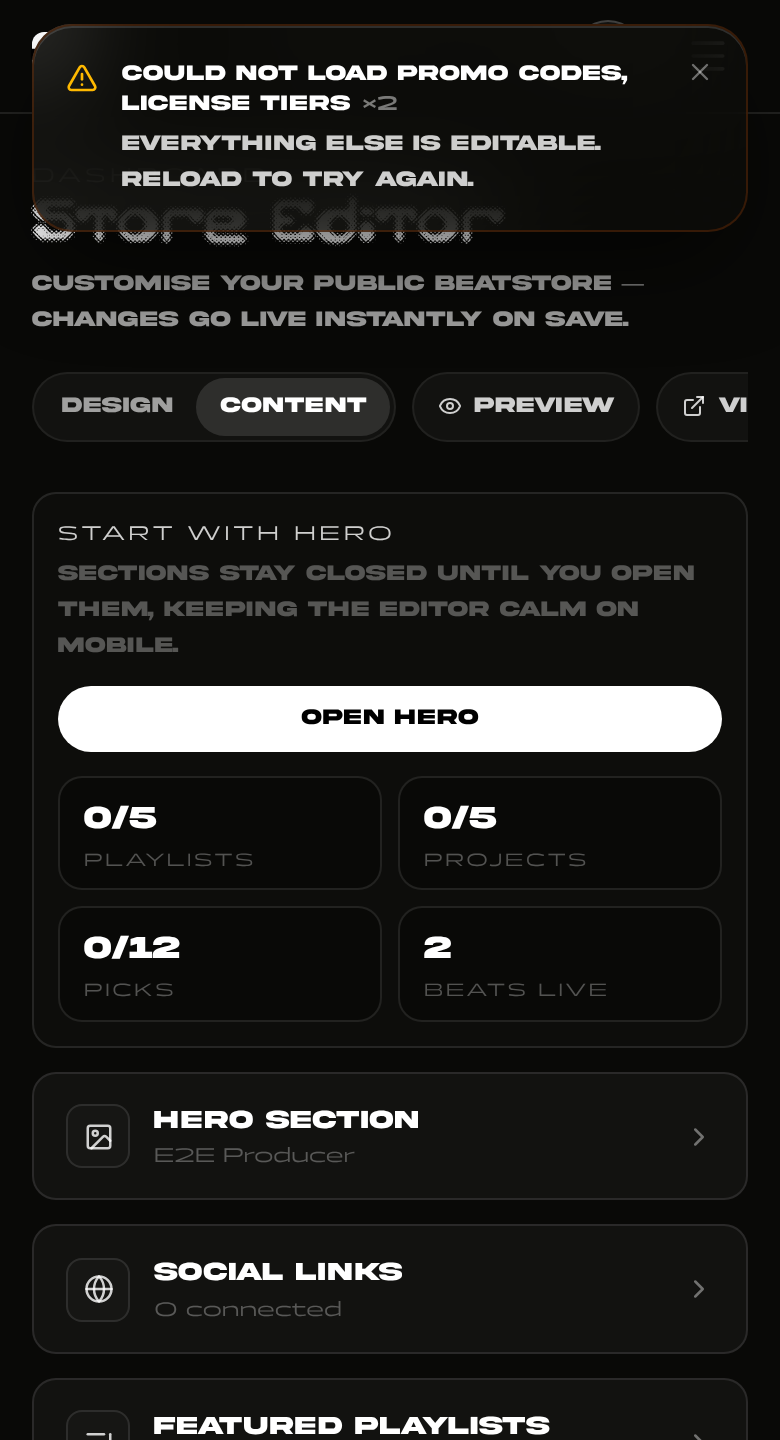 COULD NOT LOAD PROMO CODES,
LICENSE TIERS ×2
EVERYTHING ELSE IS EDITABLE.
RELOAD TO TRY AGAIN.
Store Editor
CUSTOMISE YOUR PUBLIC BEATSTORE —
CHANGES GO LIVE INSTANTLY ON SAVE.
DESIGN CONTENT PREVIEW
START WITH HERO
SECTIONS STAY CLOSED UNTIL YOU OPEN
THEM, KEEPING THE EDITOR CALM ON
MOBILE.
OPEN HERO
0/5 0/5
PLAYLISTS PROJECTS
0/12 2
PICKS BEATS LIVE
HERO SECTION
E2E Producer
SOCIAL LINKS
0 connected
FEATURED PLAYLISTS